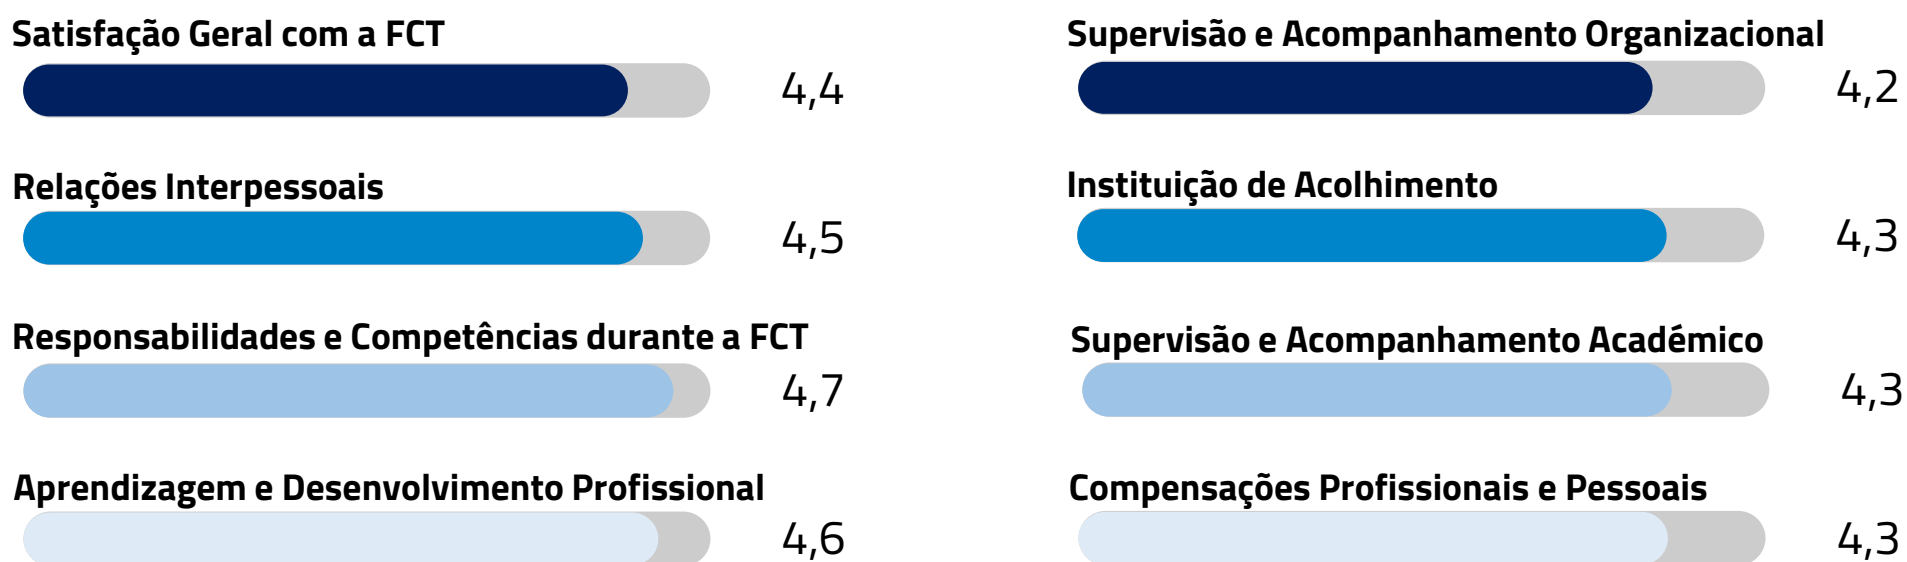 Satisfação Geral com a FCT
4,4
Relações Interpessoais
4,5
Responsabilidades e Competências durante a FCT
4,7
Aprendizagem e Desenvolvimento Profissional
4,6
Supervisão e Acompanhamento Organizacional
4,2
Instituição de Acolhimento
4,3
Supervisão e Acompanhamento Académico
4,3
Compensações Profissionais e Pessoais
4,3